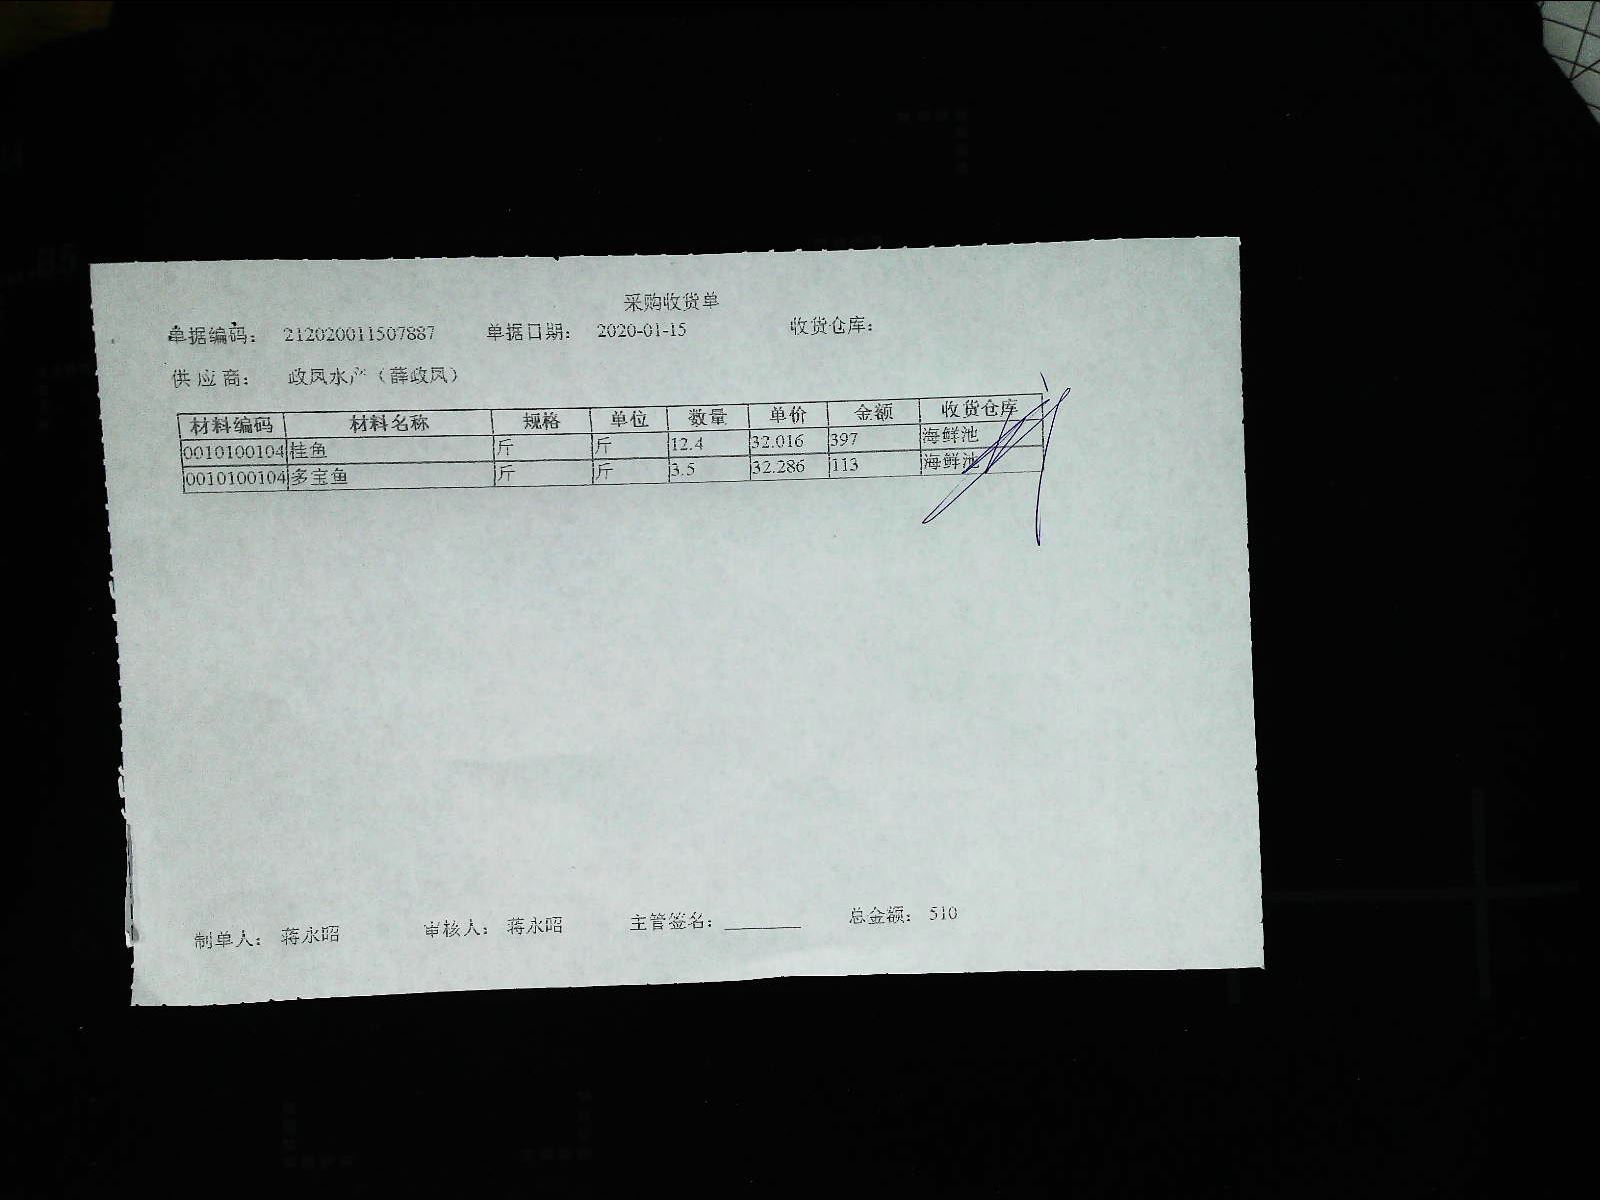 采购收货单
单据编码： 212020011507887 单据日期： 2020-01-15 收货仓库：
供应商： 政凤水产（薛政凤）
材料编码 材料名称 规格 单位 数量 单价 金额 收货仓库
0010100104 桂鱼 斤 斤 12.4 32.016 397 海鲜池
0010100104 多宝鱼 斤 斤 3.5 32.286 113 海鲜池
制单人： 蒋永昭 审核人： 蒋永昭 主管签名：________ 总金额： 510